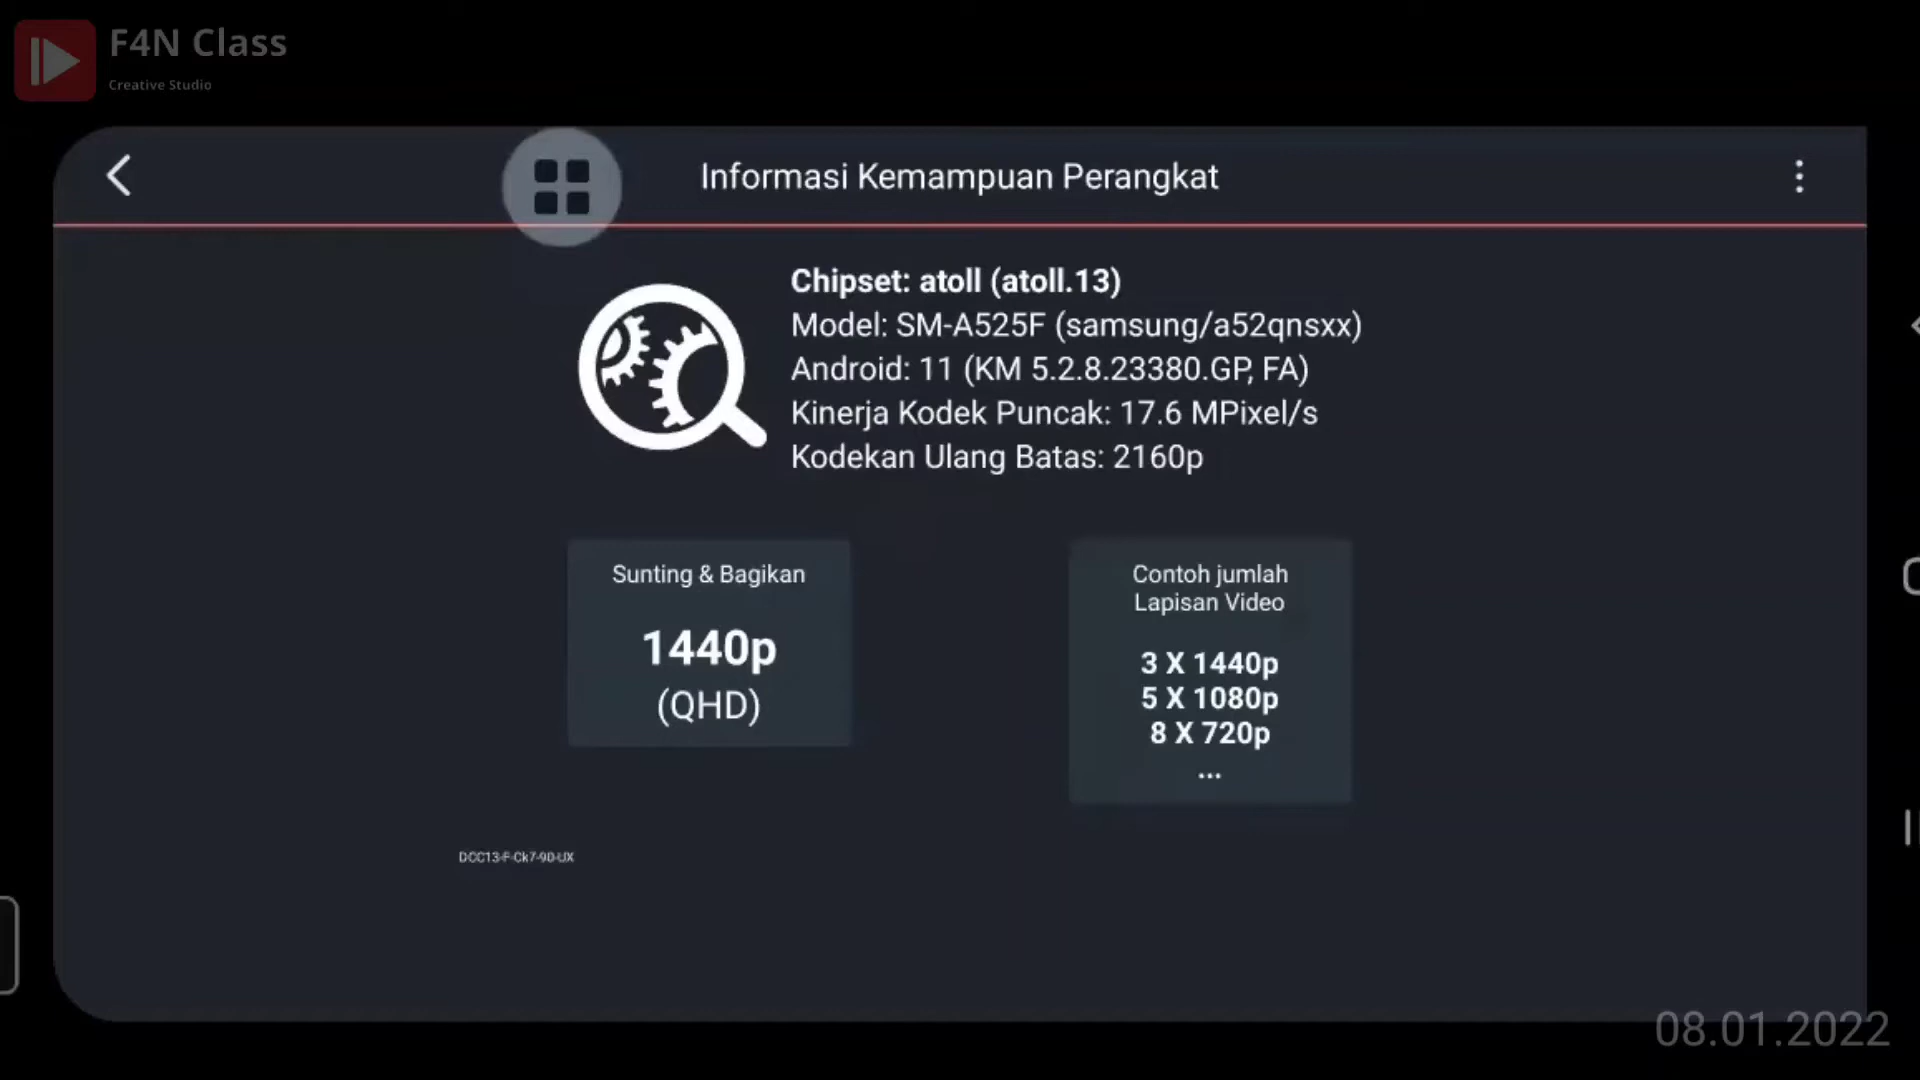 F4N Class
Creative Studio
Informasi Kemampuan Perangkat
Chipset: atoll (atoll.13)
Model: SM-A525F (samsung/a52qnsxx)
Android: 11 (KM 5.2.8.23380.GP, FA)
Kinerja Kodek Puncak: 17.6 MPixel/s
Kodekan Ulang Batas: 2160p
Sunting & Bagikan
1440p
(QHD)
Contoh jumlah
Lapisan Video
3 X 1440p
5 X 1080p
8 X 720p
...
DCC13-F-Ck7-90-UX
08.01.2022